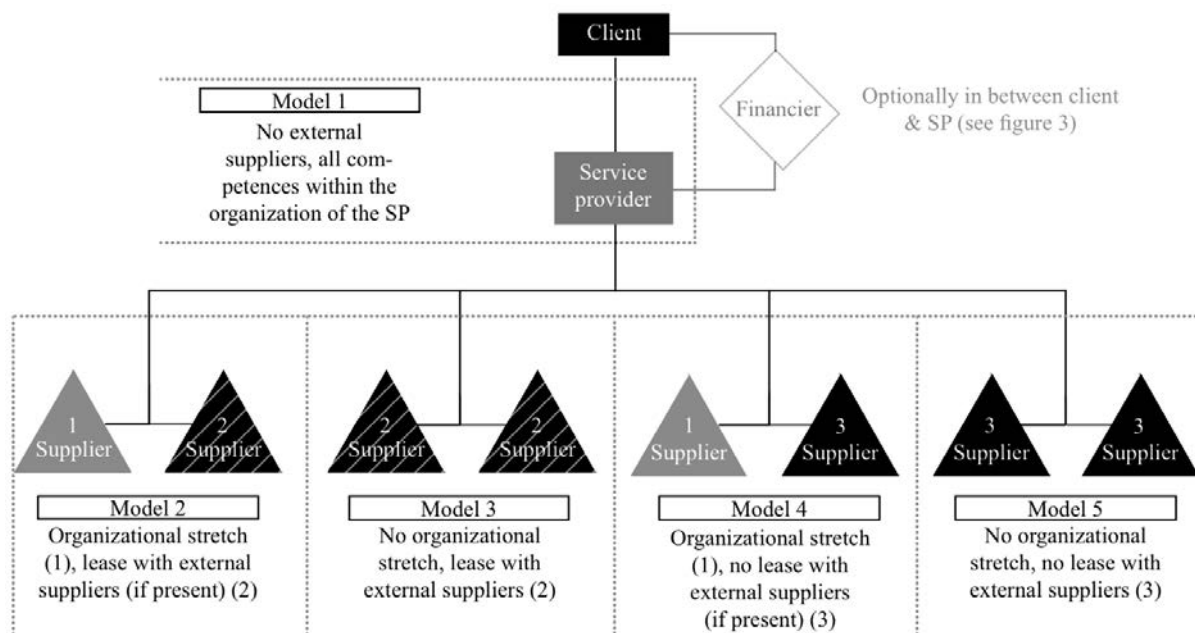 Client
Model 1
No external
suppliers, all com-
petences within the
organization of the SP
Financier
Optionally in between client
& SP (see figure 3)
Service
provider
1
Supplier
2
Supplier
2
Supplier
2
Supplier
1
Supplier
3
Supplier
3
Supplier
3
Supplier
Model 2
Organizational stretch
(1), lease with external
suppliers (if present) (2)
Model 3
No organizational
stretch, lease with
external suppliers (2)
Model 4
Organizational stretch
(1), no lease with
external suppliers
(if present) (3)
Model 5
No organizational
stretch, no lease with
external suppliers (3)